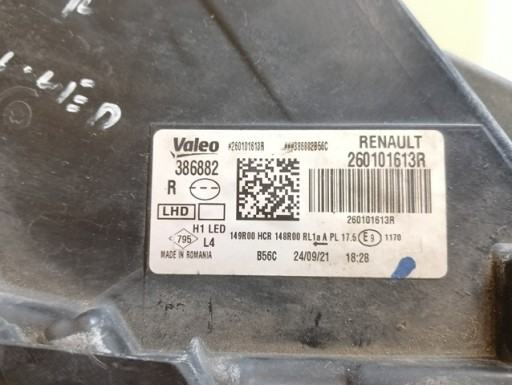 Valeo
*260101613R
###386882B56C
RENAULT
386882
260101613R
R
LHD
260101613R
H1 LED
149R00 HCR 148R00 RL1a A PL 17.5
E9
1170
795
L4
MADE IN ROMANIA
B56C
24/09/21
18:28